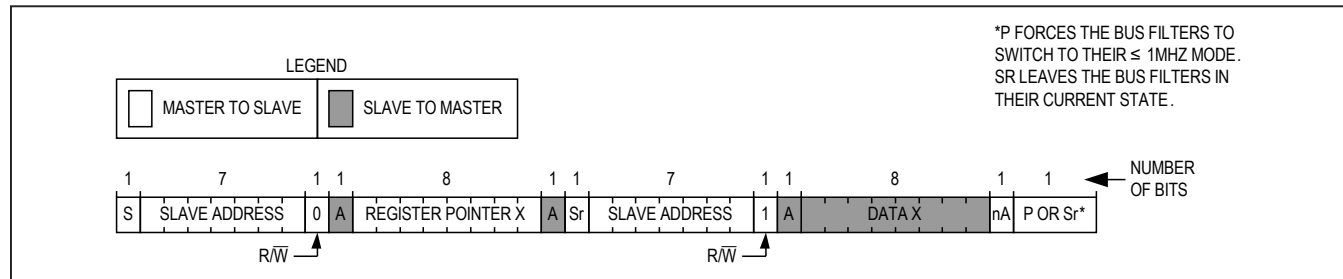 *P FORCES THE BUS FILTERS TO
SWITCH TO THEIR ≤ 1MHZ MODE.
SR LEAVES THE BUS FILTERS IN
THEIR CURRENT STATE.
LEGEND
MASTER TO SLAVE SLAVE TO MASTER
1 7 1 1 8 1 1 7 1 1 8 1 1 NUMBER OF BITS
S SLAVE ADDRESS 0 A REGISTER POINTER X A Sr SLAVE ADDRESS 1 A DATA X nA P OR Sr*
R/W̅ R/W̅